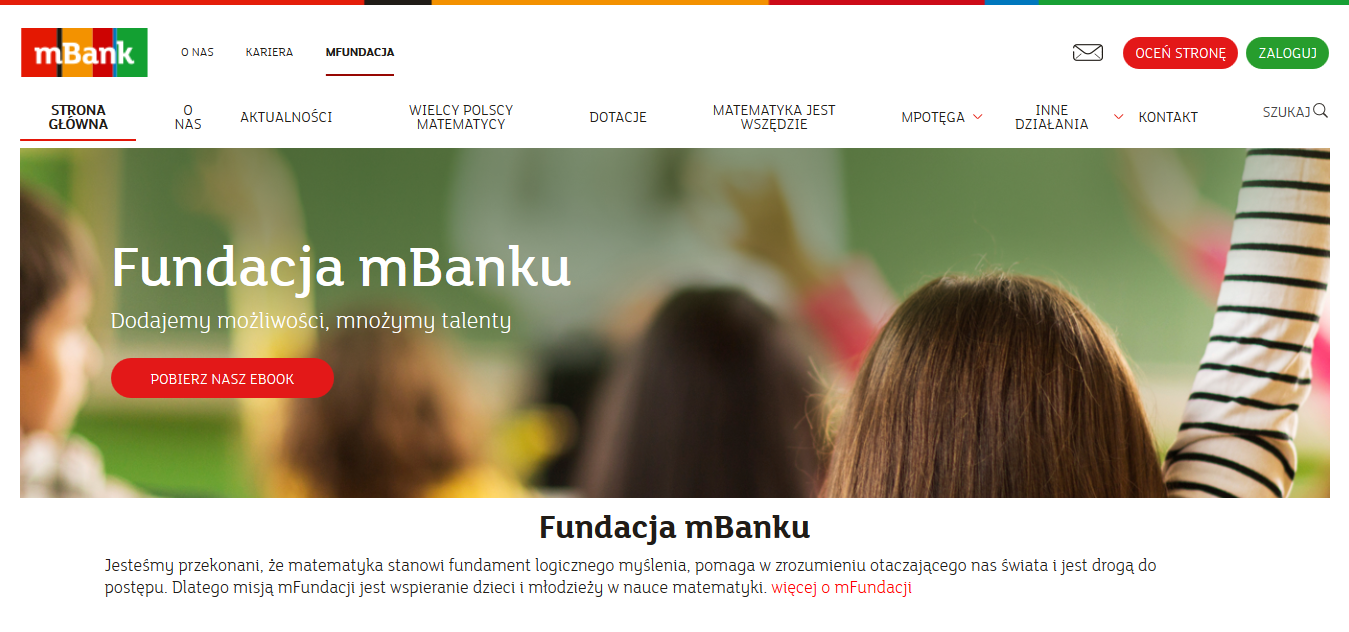 mBank
O NAS
KARIERA
MFUNDACJA
OCEŃ STRONĘ
ZALOGUJ
STRONA
GŁÓWNA
O
NAS
AKTUALNOŚCI
WIELCY POLSCY
MATEMATYCY
DOTACJE
MATEMATYKA JEST
WSZĘDZIE
MPOTĘGA
INNE
DZIAŁANIA
KONTAKT
SZUKAJ
Fundacja mBanku
Dodajemy możliwości, mnożymy talenty
POBIERZ NASZ EBOOK
Fundacja mBanku
Jesteśmy przekonani, że matematyka stanowi fundament logicznego myślenia, pomaga w zrozumieniu otaczającego nas świata i jest drogą do
postępu. Dlatego misją mFundacji jest wspieranie dzieci i młodzieży w nauce matematyki. więcej o mFundacji